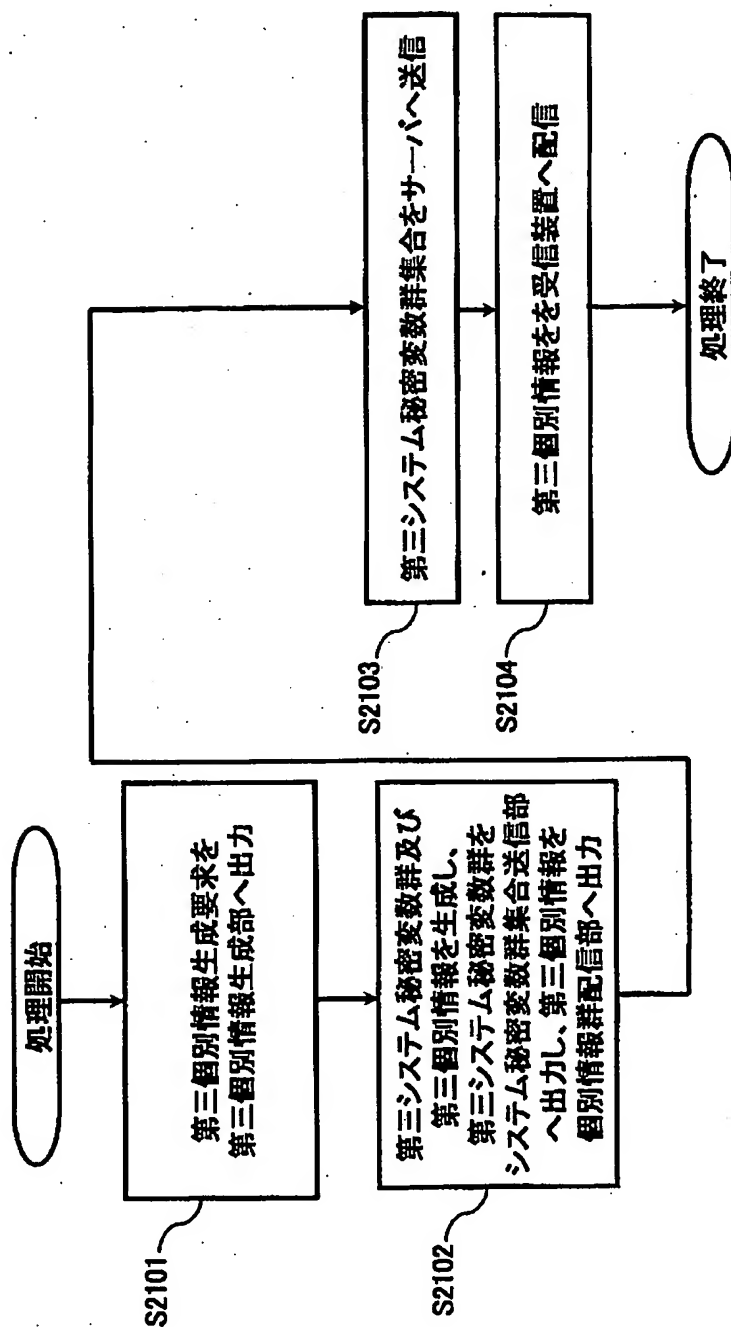 処理開始
S2101
第三個別情報生成要求を
第三個別情報生成部へ出力
S2102
第三システム秘密変数群及び
第三個別情報を生成し、
第三システム秘密変数群を
システム秘密変数群集合送信部
へ出力し、第三個別情報を
個別情報群配信部へ出力
S2103
第三システム秘密変数群集合をサーバへ送信
S2104
第三個別情報をを受信装置へ配信
処理終了